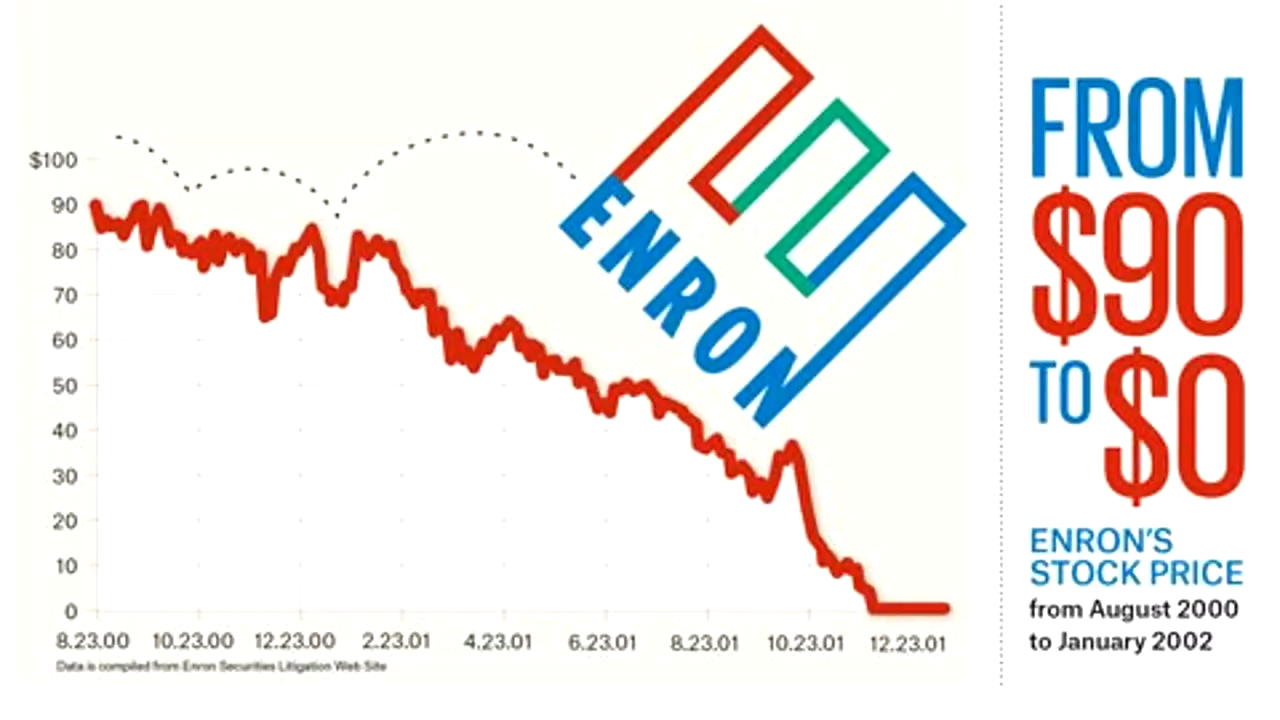 $100
90
80
70
60
50
40
30
20
10
0
8.23.00 10.23.00 12.23.00 2.23.01 4.23.01 6.23.01 8.23.01 10.23.01 12.23.01
Data is compiled from Enron Securities Litigation Web Site
ENRON
FROM
$90
TO $0
ENRON'S
STOCK PRICE
from August 2000
to January 2002